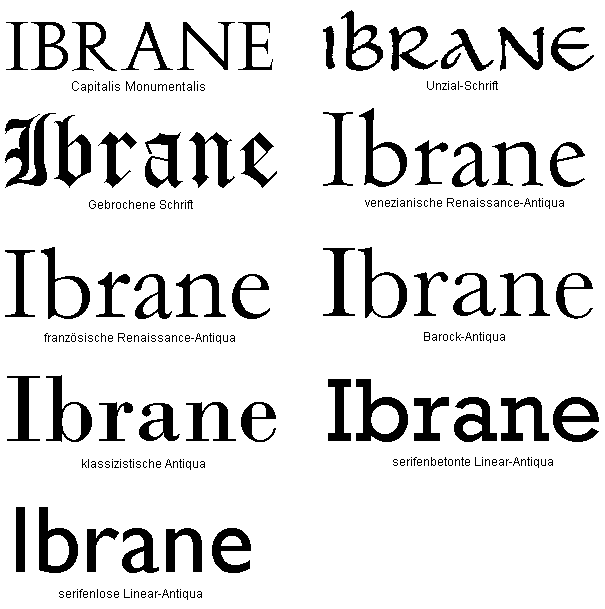 IBRANE
Capitalis Monumentalis
IBRANE
Unzial-Schrift
Ibrane
Gebrochene Schrift
Ibrane
venezianische Renaissance-Antiqua
Ibrane
französische Renaissance-Antiqua
Ibrane
Barock-Antiqua
Ibrane
klassizistische Antiqua
Ibrane
serifenbetonte Linear-Antiqua
Ibrane
serifenlose Linear-Antiqua